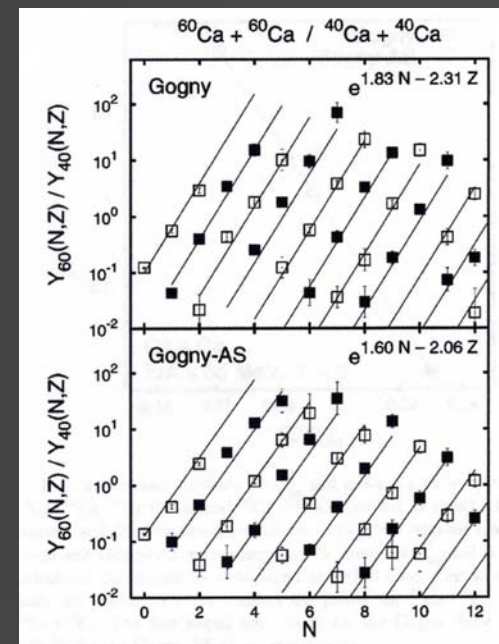 ⁶⁰Ca + ⁶⁰Ca / ⁴⁰Ca + ⁴⁰Ca
Gogny
e^{1.83 N – 2.31 Z}
Y₆₀(N,Z) / Y₄₀(N,Z)
10²
10¹
10⁰
10⁻¹
10⁻²
Gogny-AS
e^{1.60 N – 2.06 Z}
Y₆₀(N,Z) / Y₄₀(N,Z)
10²
10¹
10⁰
10⁻¹
10⁻²
0 2 4 6 8 10 12
N